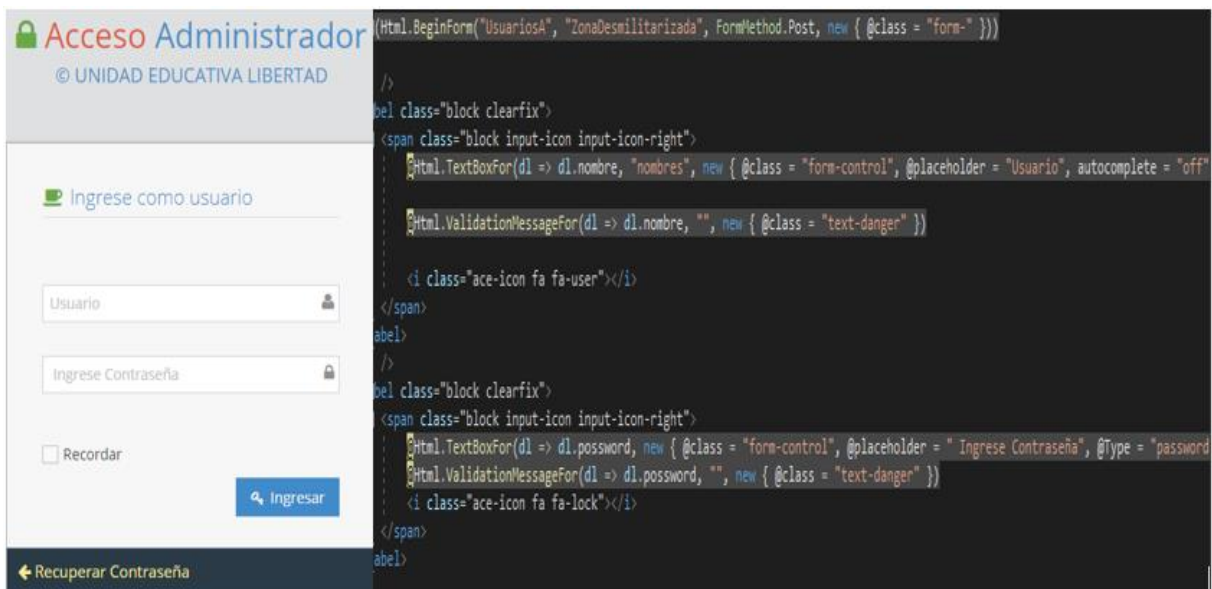 Acceso Administrador
© UNIDAD EDUCATIVA LIBERTAD
Ingrese como usuario
Usuario
Ingrese Contraseña
Recordar
Ingresar
Recuperar Contraseña
(Html.BeginForm("UsuariosA", "ZonaDesmilitarizada", FormMethod.Post, new { @class = "form-" }))
/>
bel class="block clearfix">
<span class="block input-icon input-icon-right">
@Html.TextBoxFor(dl => dl.nombre, "nombres", new { @class = "form-control", @placeholder = "Usuario", autocomplete = "off"
@Html.ValidationMessageFor(dl => dl.nombre, "", new { @class = "text-danger" })
<i class="ace-icon fa fa-user"></i>
</span>
abel>
/>
bel class="block clearfix">
<span class="block input-icon input-icon-right">
@Html.TextBoxFor(dl => dl.possword, new { @class = "form-control", @placeholder = " Ingrese Contraseña", @Type = "password
@Html.ValidationMessageFor(dl => dl.possword, "", new { @class = "text-danger" })
<i class="ace-icon fa fa-lock"></i>
</span>
abel>